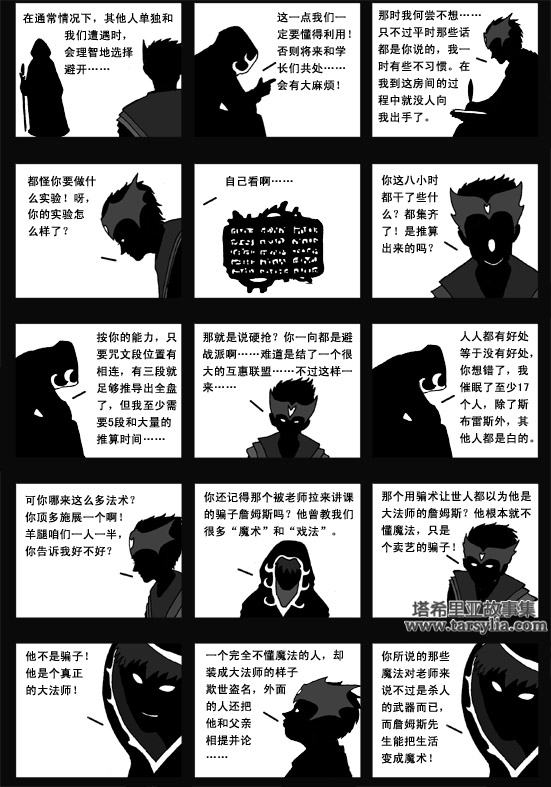 在通常情况下，其他人单独和
我们遭遇时，
会理智地选择
避开……
这一点我们一
定要懂得利用！
否则将来和学
长们共处……
会有大麻烦！
那时我何尝不想……
只不过平时那些话
都是你说的，我一
时有些不习惯。在
我到这房间的过
程中就没人向
我出手了。
都怪你要做什
么实验！呀，
你的实验怎
么样了？
自己看啊……
你这八小时
都干了些什
么？都集齐
了！是推算
出来的吗？
按你的能力，只
要咒文段位置有
相连，有三段就
足够推导出全盘
了，但我至少需
要5段和大量的
推算时间……
那就是说硬抢？你一向都是避
战派啊……难道是结了一个很
大的互惠联盟……不过这样一
来……
人人都有好处
等于没有好处，
你想错了，我
催眠了至少17
个人，除了斯
布雷斯外，其
他人都是白的。
可你哪来这么多法术？
你顶多施展一个啊！
羊腿咱们一人一半，
你告诉我好不好？
你还记得那个被老师拉来讲课
的骗子詹姆斯吗？他曾教我们
很多“魔术”和“戏法”。
那个用骗术让世人都以为他是
大法师的詹姆斯？他根本就不
懂魔法，只是
个卖艺的骗子！
塔希里亚故事集
www.tarsylia.com
他不是骗子！
他是个真正
的大法师！
一个完全不懂魔法的人，却
装成大法师的样子
欺世盗名，外面
的人还把
他和父亲
相提并论
……
你所说的那些
魔法对老师来
说不过是杀人
的武器而已，
而詹姆斯先
生能把生活
变成魔术！